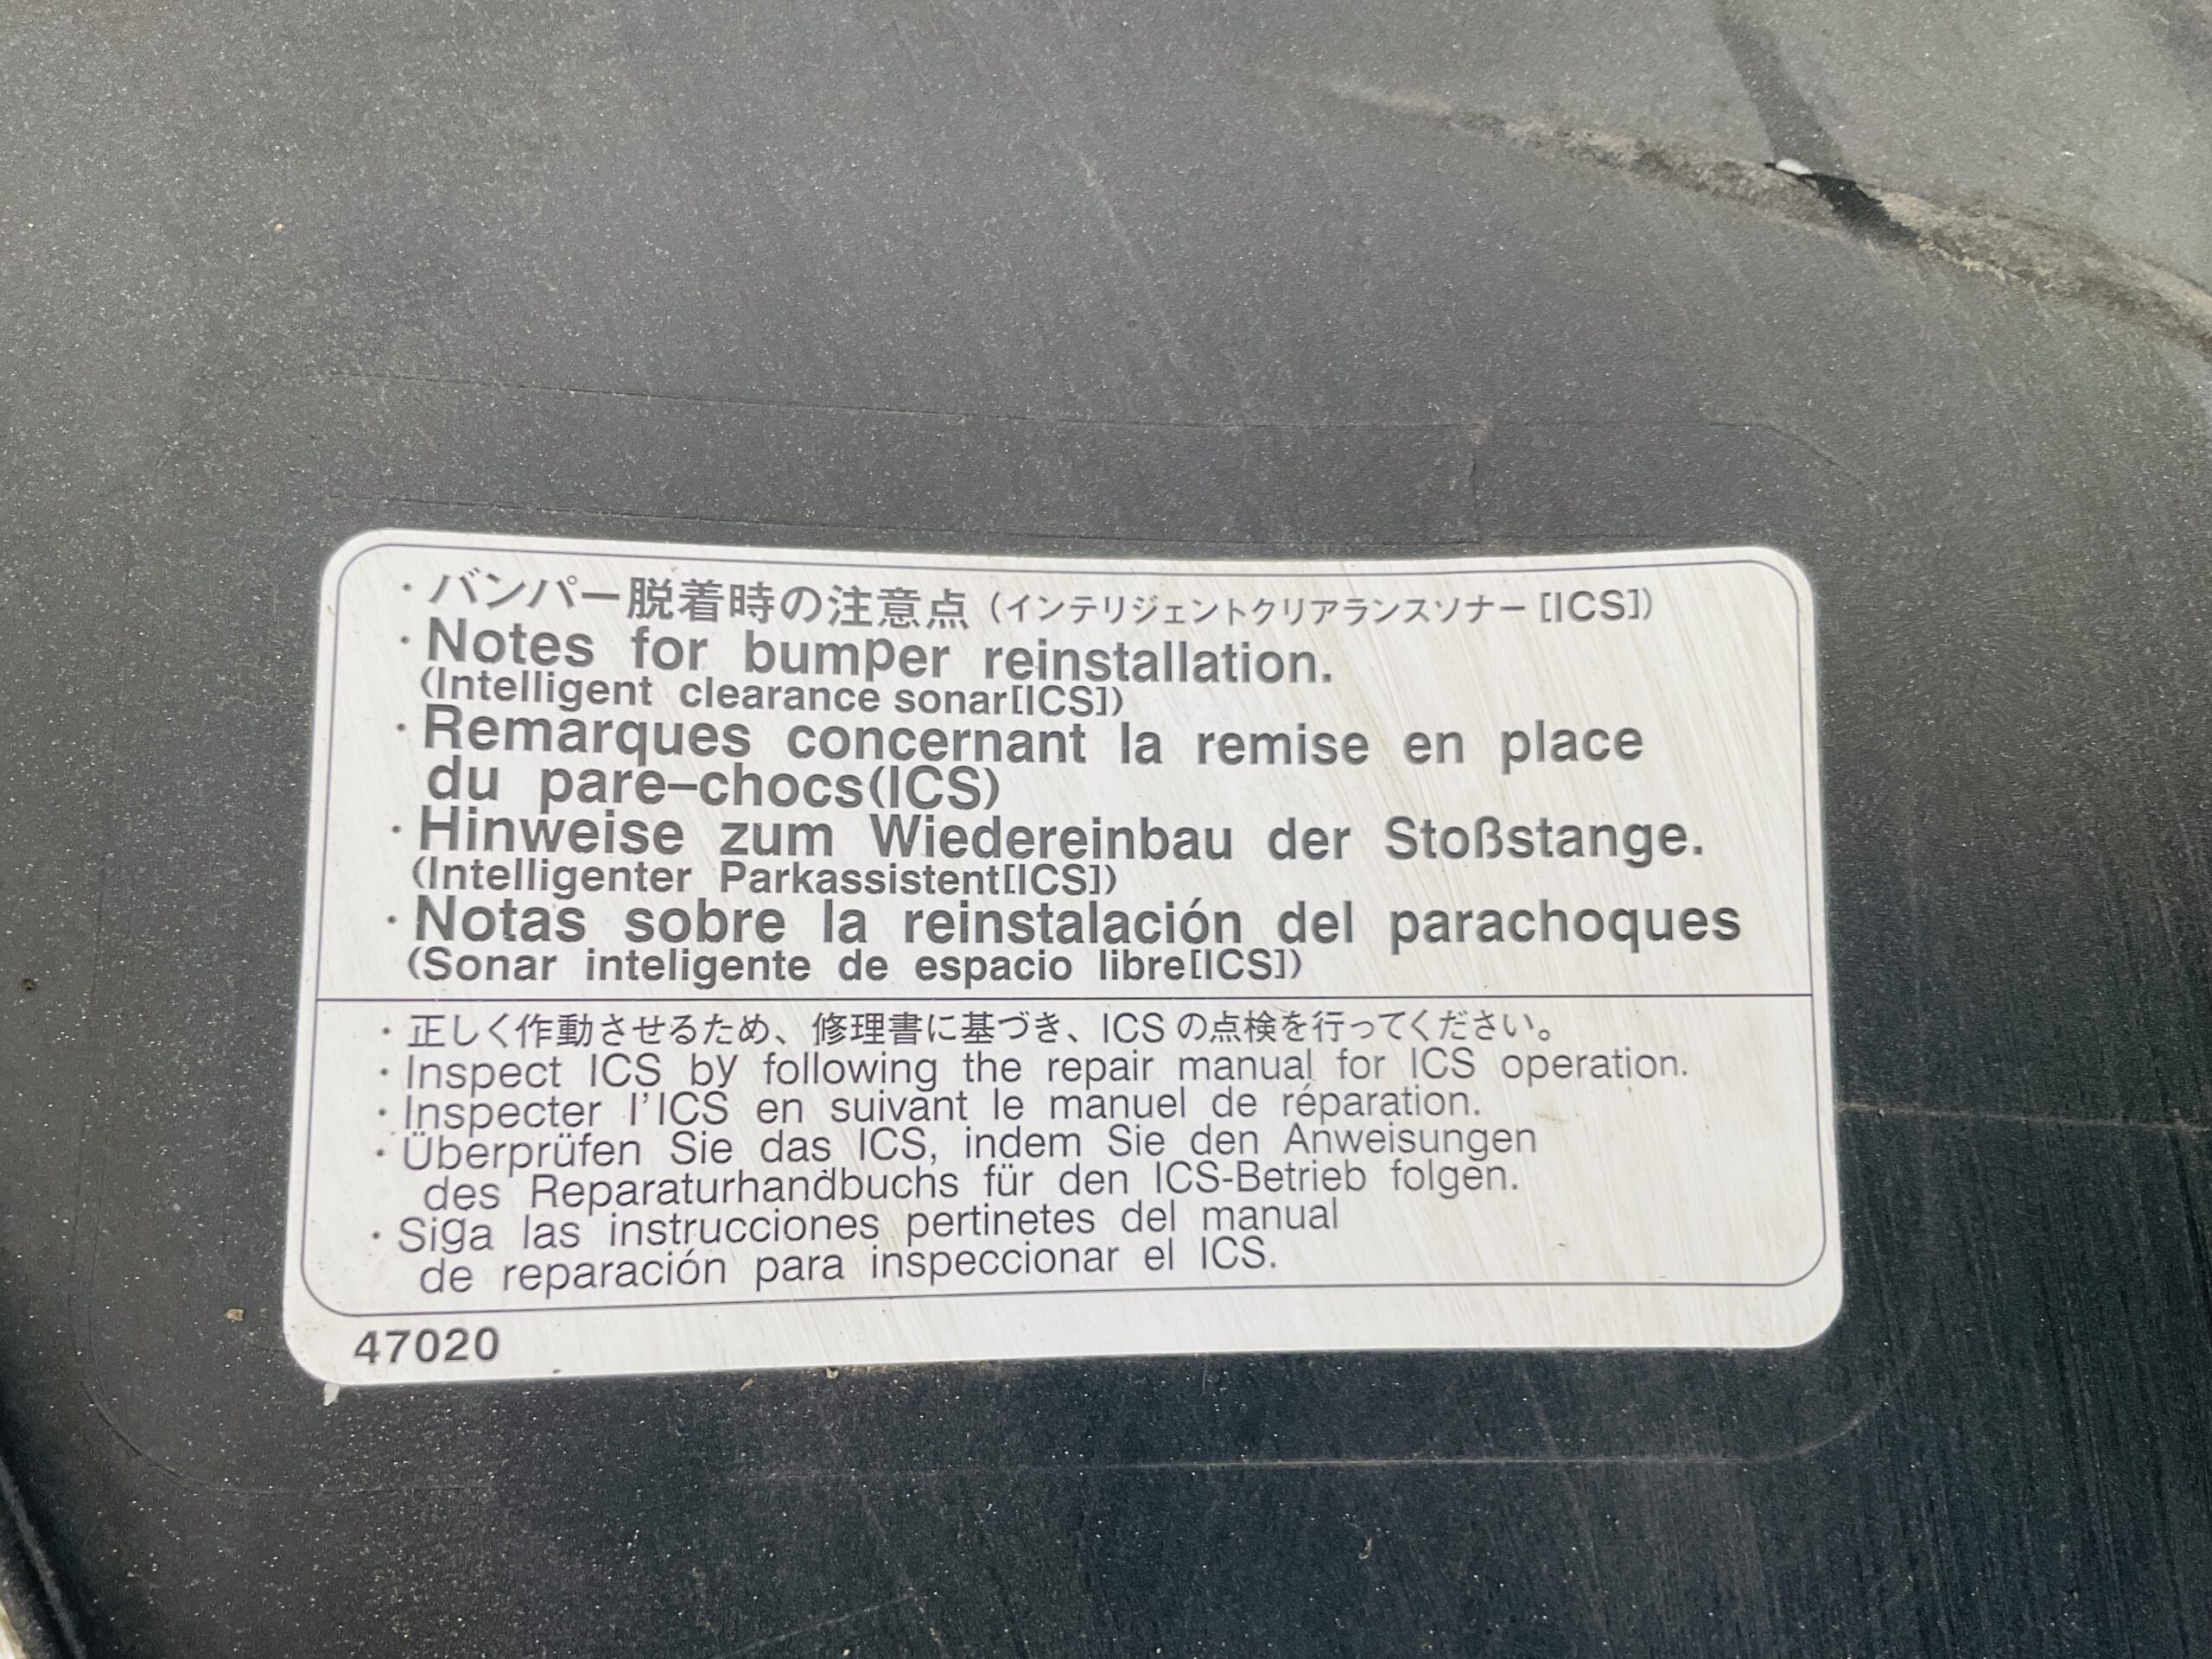 ・バンパー脱着時の注意点（インテリジェントクリアランスソナー[ICS]）
・Notes for bumper reinstallation.
(Intelligent clearance sonar[ICS])
・Remarques concernant la remise en place
du pare-chocs(ICS)
・Hinweise zum Wiedereinbau der Stoßstange.
(Intelligenter Parkassistent[ICS])
・Notas sobre la reinstalación del parachoques
(Sonar inteligente de espacio libre[ICS])
・正しく作動させるため、修理書に基づき、ICSの点検を行ってください。
・Inspect ICS by following the repair manual for ICS operation.
・Inspecter l'ICS en suivant le manuel de réparation.
・Überprüfen Sie das ICS, indem Sie den Anweisungen
des Reparaturhandbuchs für den ICS-Betrieb folgen.
・Siga las instrucciones pertinetes del manual
de reparación para inspeccionar el ICS.
47020